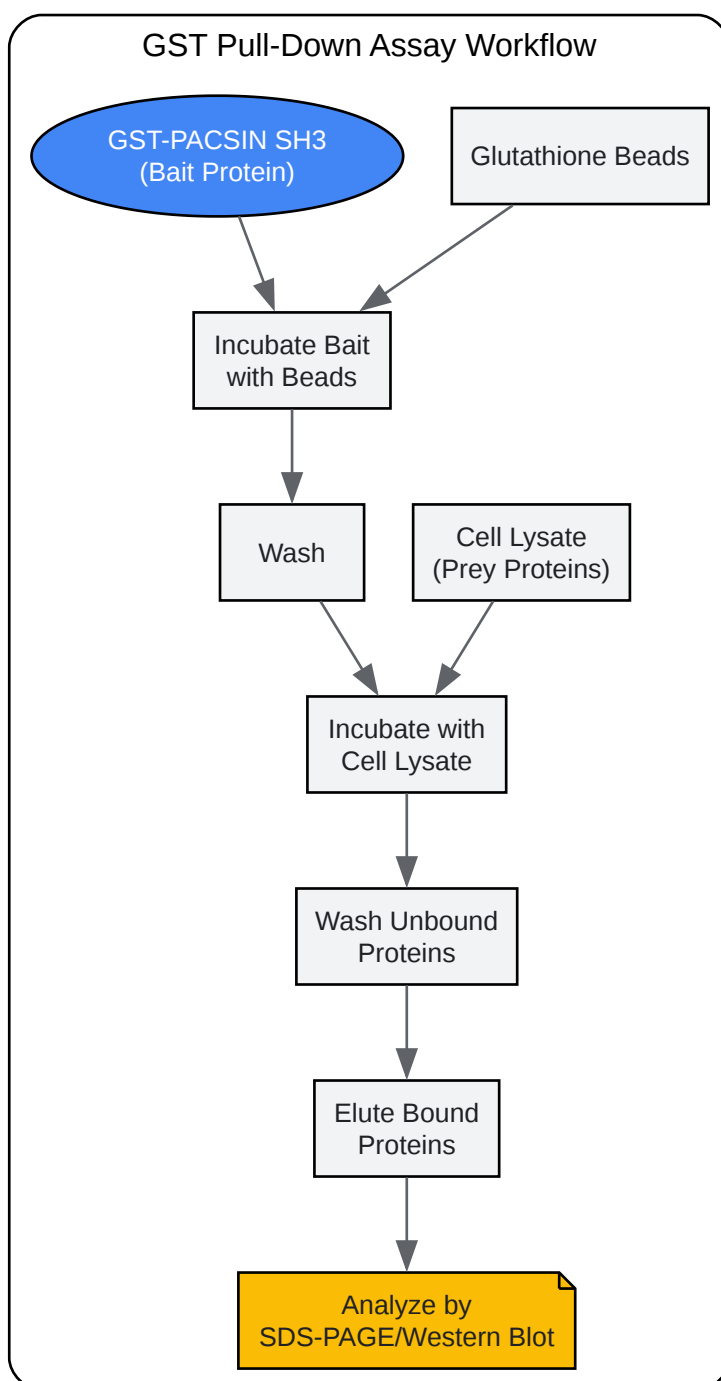 GST Pull-Down Assay Workflow
GST-PACSIN SH3
(Bait Protein)
Glutathione Beads
Incubate Bait
with Beads
Wash
Cell Lysate
(Prey Proteins)
Incubate with
Cell Lysate
Wash Unbound
Proteins
Elute Bound
Proteins
Analyze by
SDS-PAGE/Western Blot